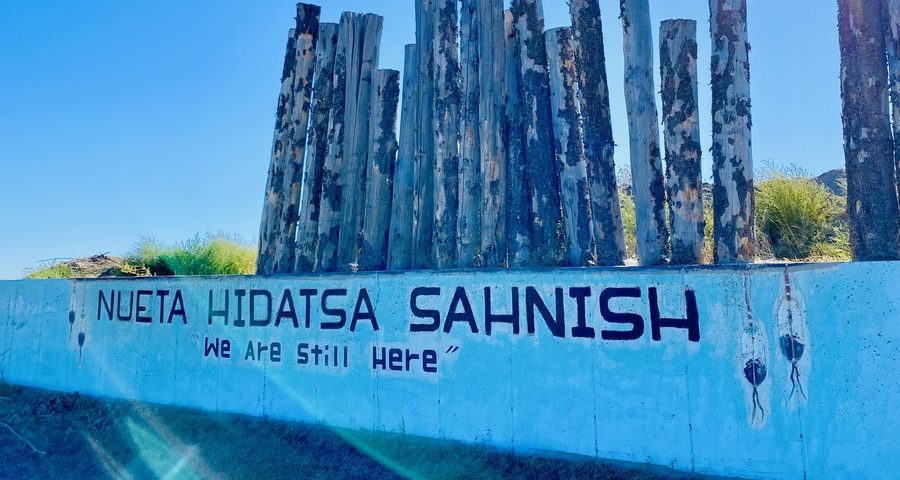 NUETA HIDATSA SAHNISH
"We Are Still Here"